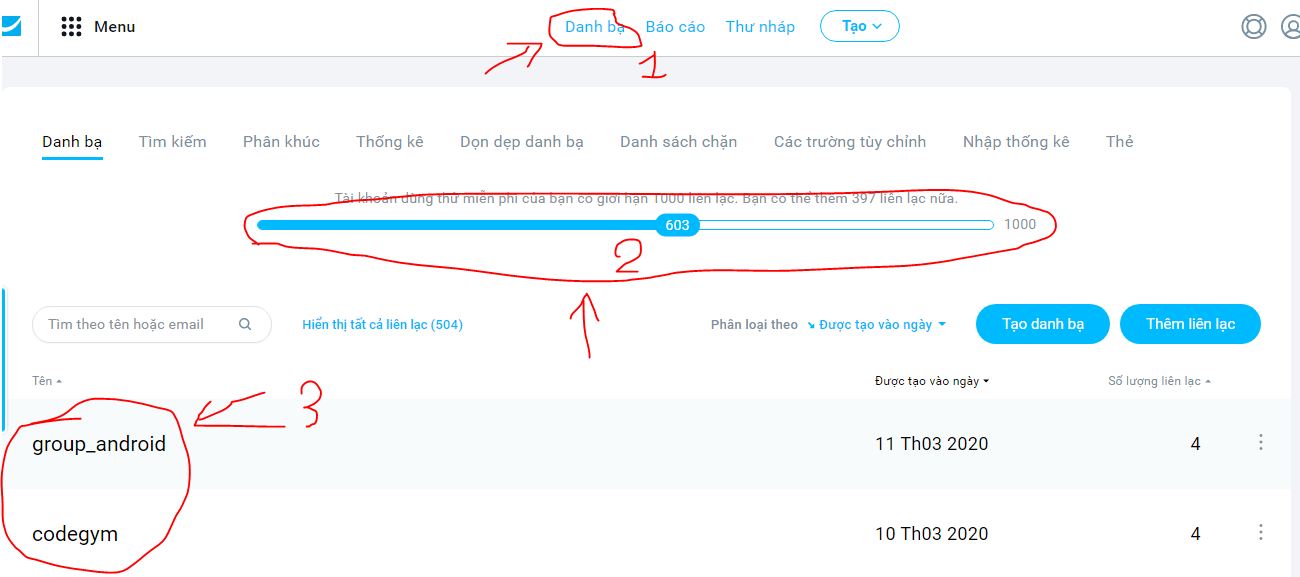 Menu Danh bạ Báo cáo Thư nháp Tạo
1
Danh bạ Tìm kiếm Phân khúc Thống kê Dọn dẹp danh bạ Danh sách chặn Các trường tùy chỉnh Nhập thống kê Thẻ
Tài khoản dùng thử miễn phí của bạn có giới hạn 1000 liên lạc. Bạn có thể thêm 397 liên lạc nữa.
603 1000
2
Tìm theo tên hoặc email Hiển thị tất cả liên lạc (504) Phân loại theo Được tạo vào ngày Tạo danh bạ Thêm liên lạc
Tên Được tạo vào ngày Số lượng liên lạc
3
group_android 11 Th03 2020 4
codegym 10 Th03 2020 4